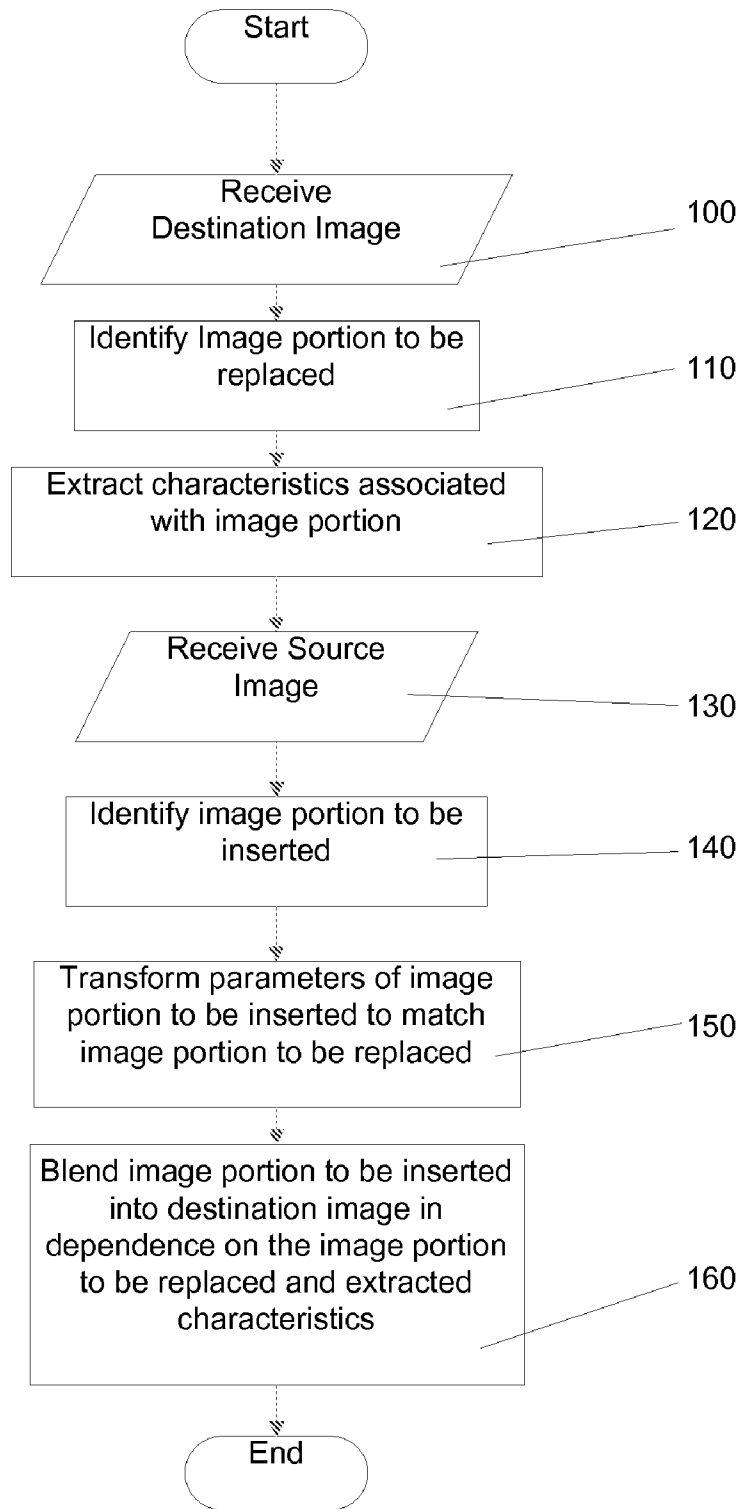 Start
Receive
Destination Image
100
Identify Image portion to be
replaced
110
Extract characteristics associated
with image portion
120
Receive Source
Image
130
Identify image portion to be
inserted
140
Transform parameters of image
portion to be inserted to match
image portion to be replaced
150
Blend image portion to be inserted
into destination image in
dependence on the image portion
to be replaced and extracted
characteristics
160
End